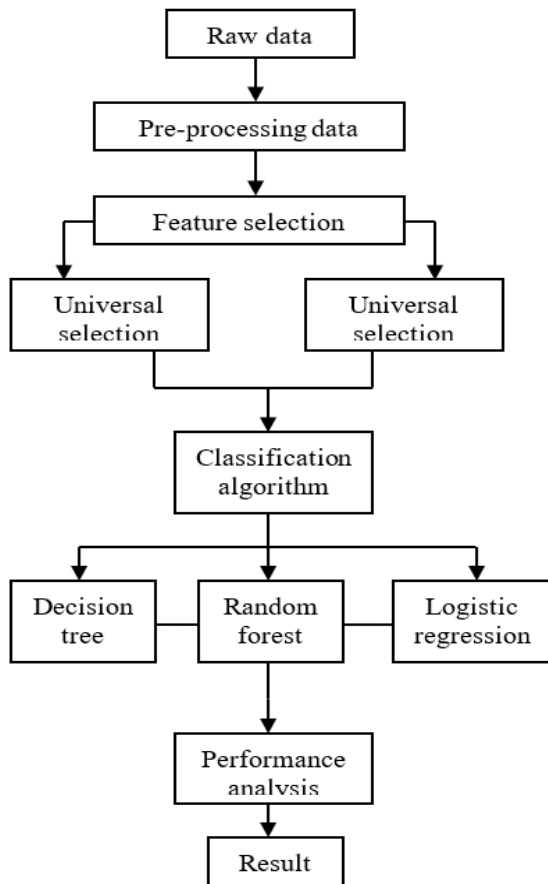 Raw data
Pre-processing data
Feature selection
Universal
selection
Universal
selection
Classification
algorithm
Decision
tree
Random
forest
Logistic
regression
Performance
analysis
Result